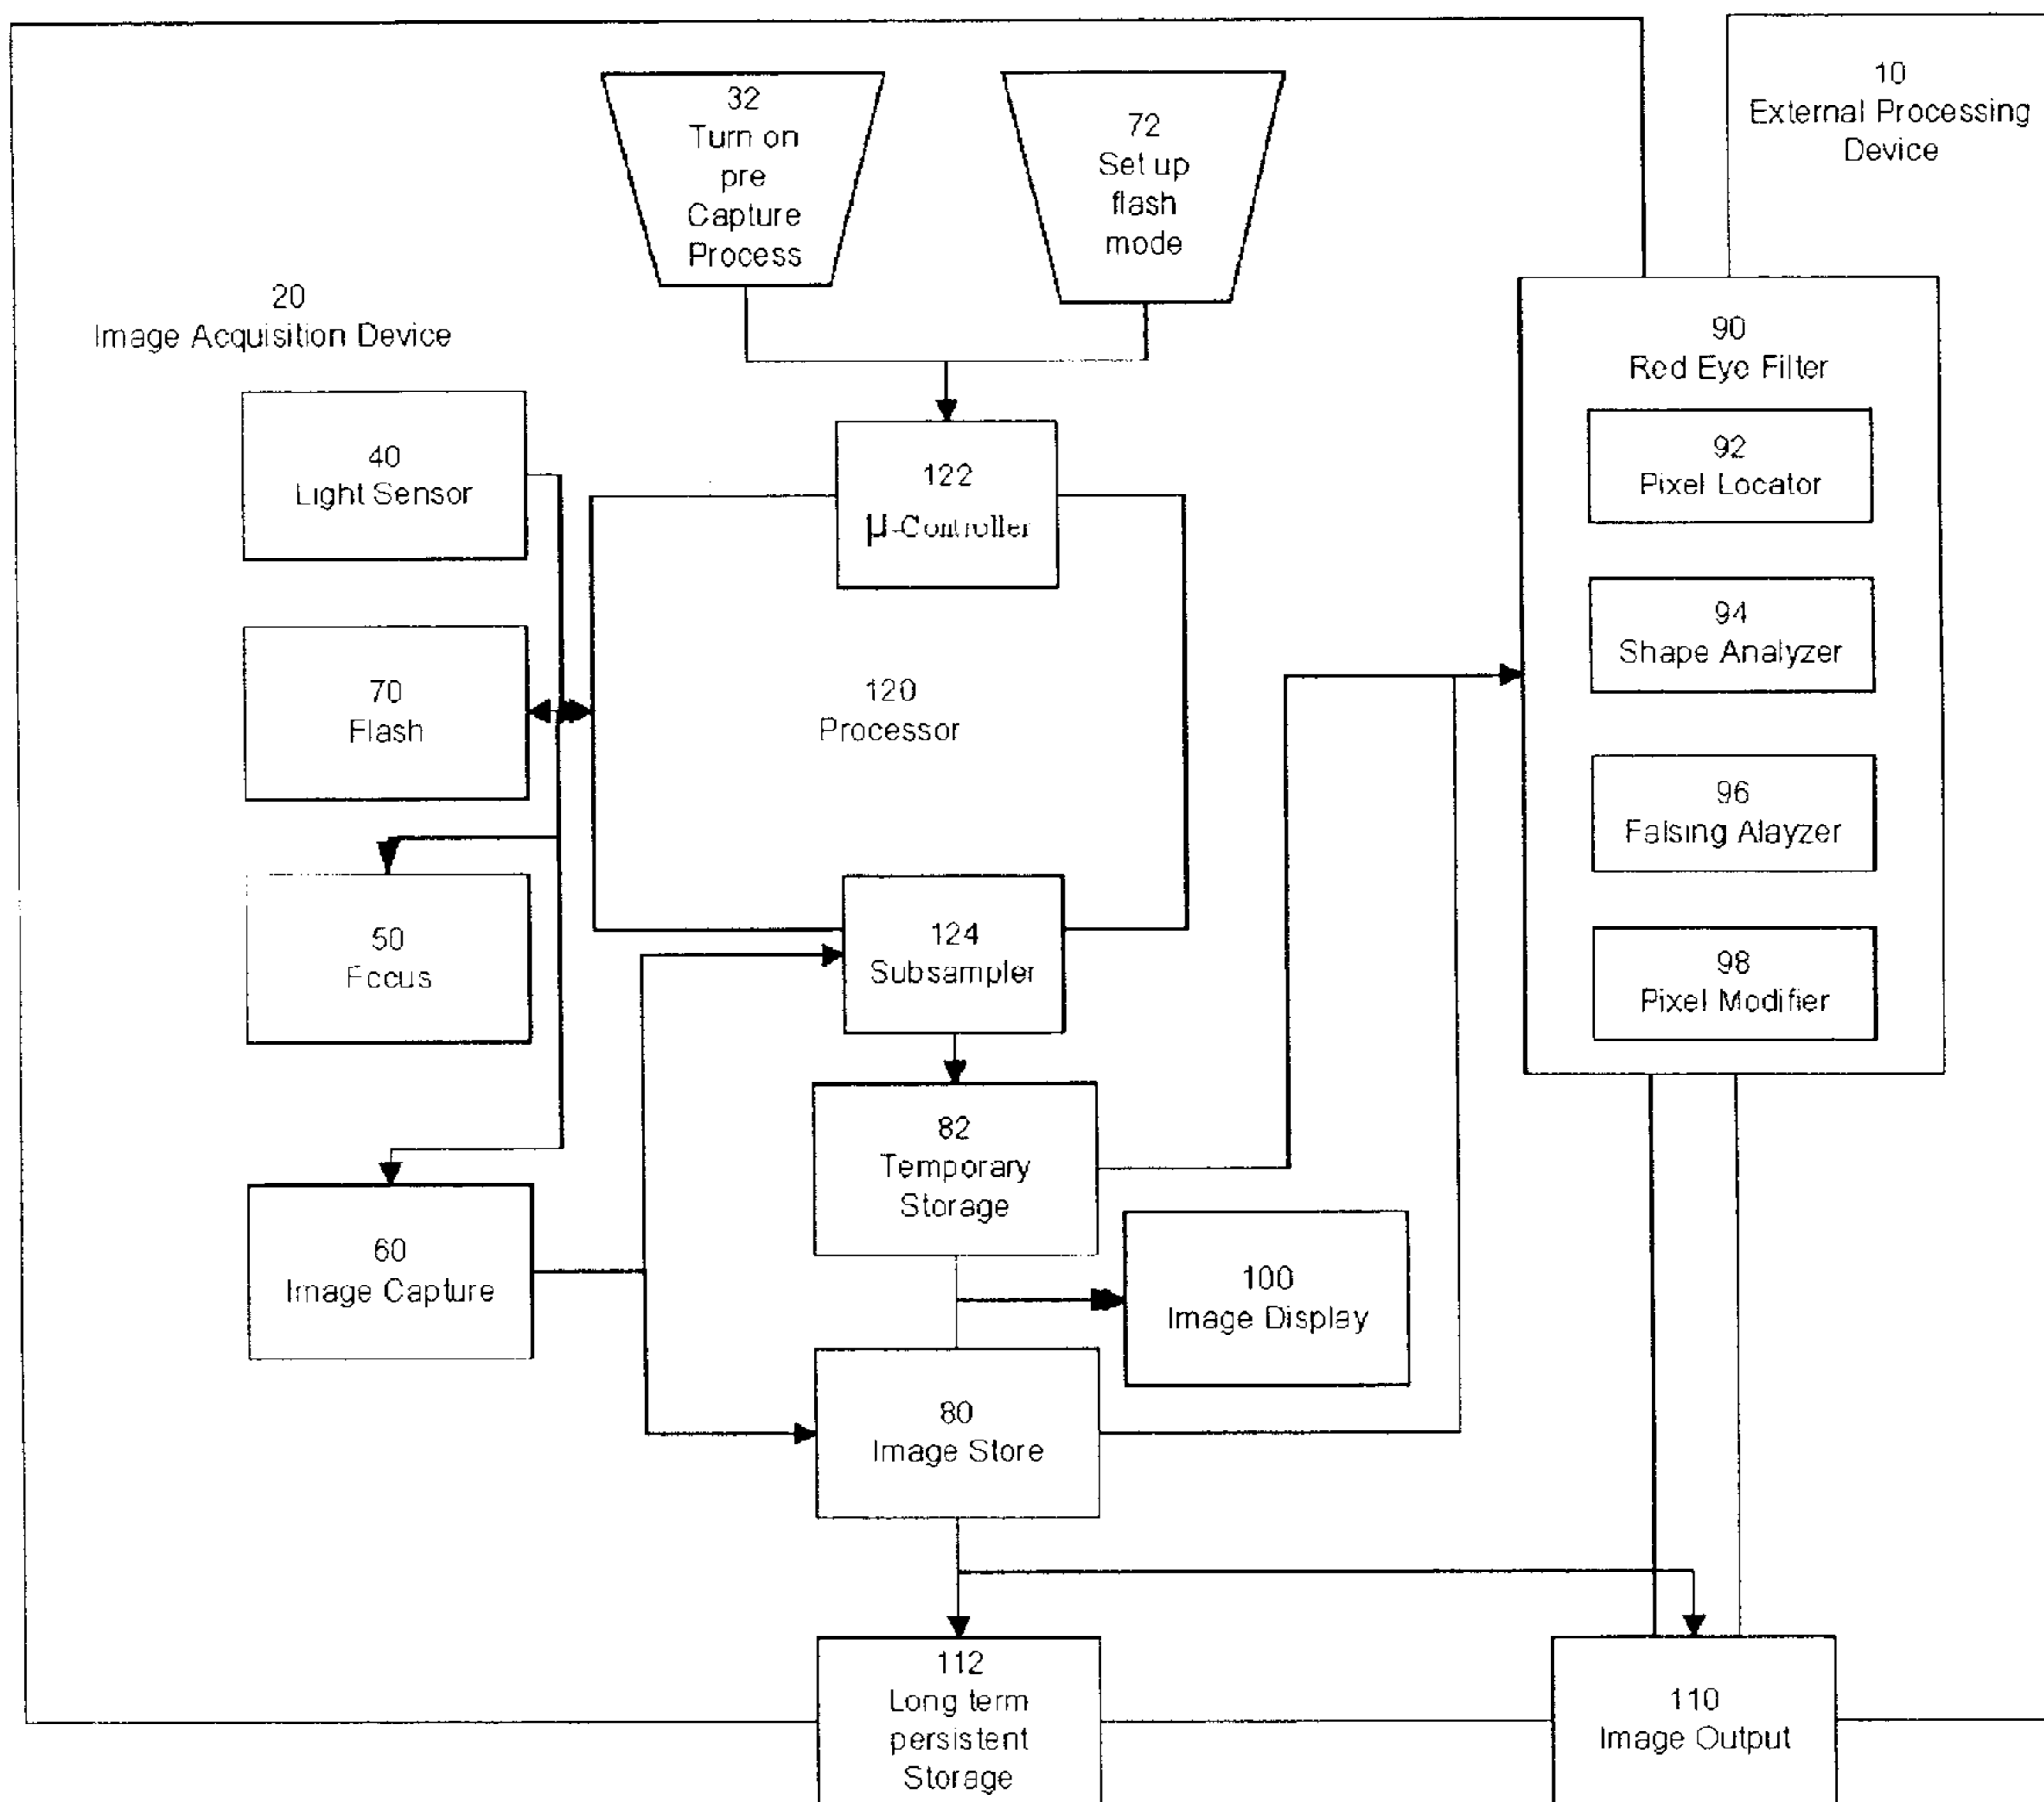 10
External Processing
Device
32
Turn on
pre
Capture
Process
72
Set up
flash
mode
20
Image Acquisition Device
90
Red Eye Filter
40
Light Sensor
122
µ-Controller
92
Pixel Locator
94
Shape Analyzer
70
Flash
120
Processor
96
Falsing Alayzer
50
Focus
124
Subsampler
98
Pixel Modifier
82
Temporary
Storage
60
Image Capture
100
Image Display
80
Image Store
112
Long term
persistent
Storage
110
Image Output